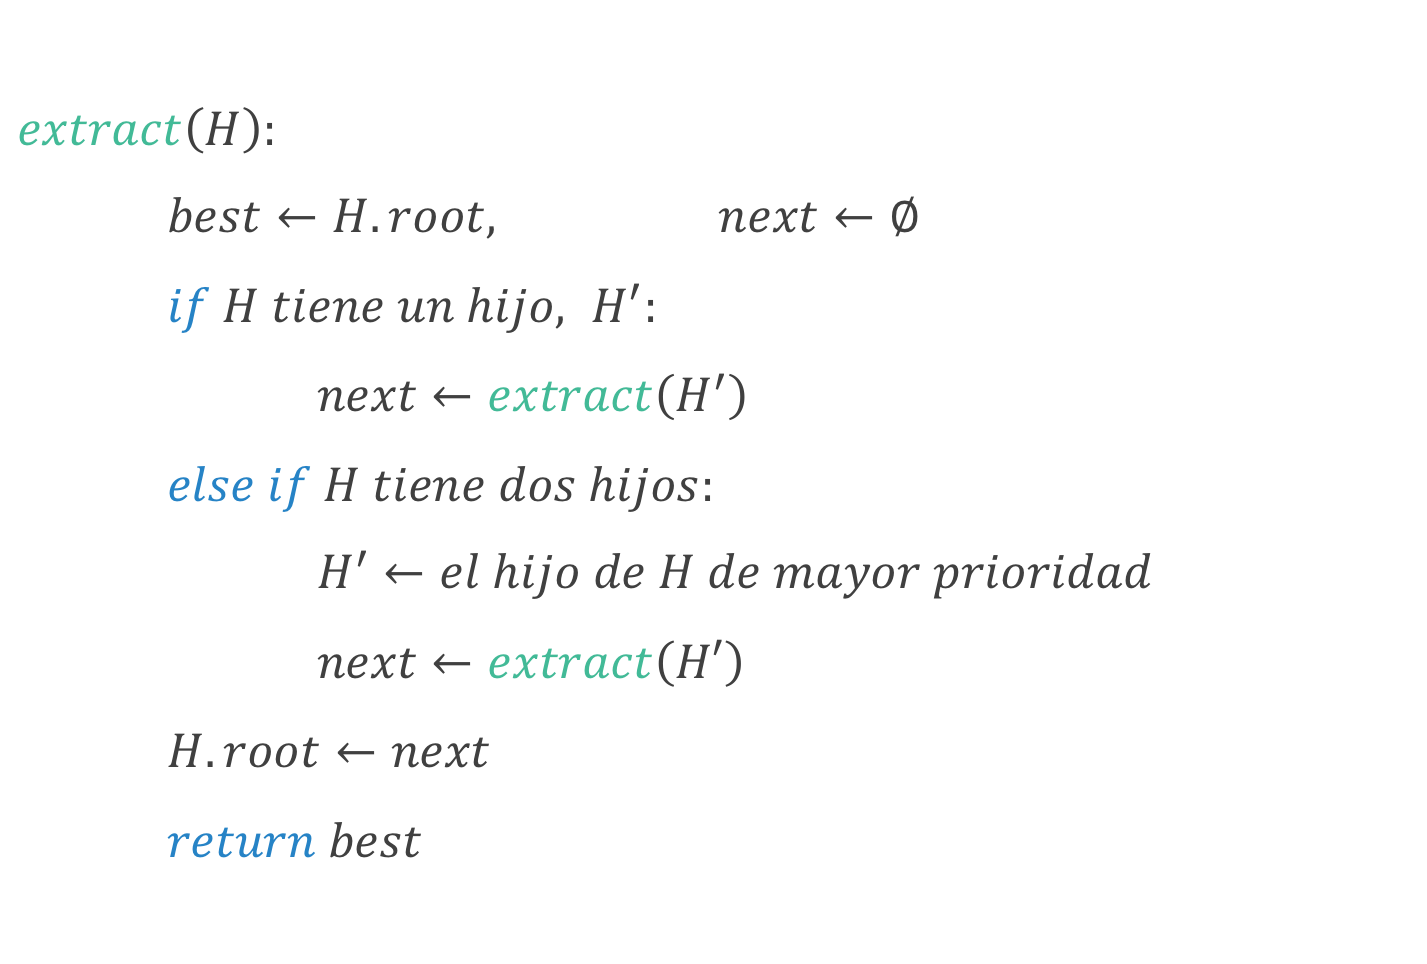 extract(H):
best ← H.root, next ← ∅
if H tiene un hijo, H′:
next ← extract(H′)
else if H tiene dos hijos:
H′ ← el hijo de H de mayor prioridad
next ← extract(H′)
H.root ← next
return best